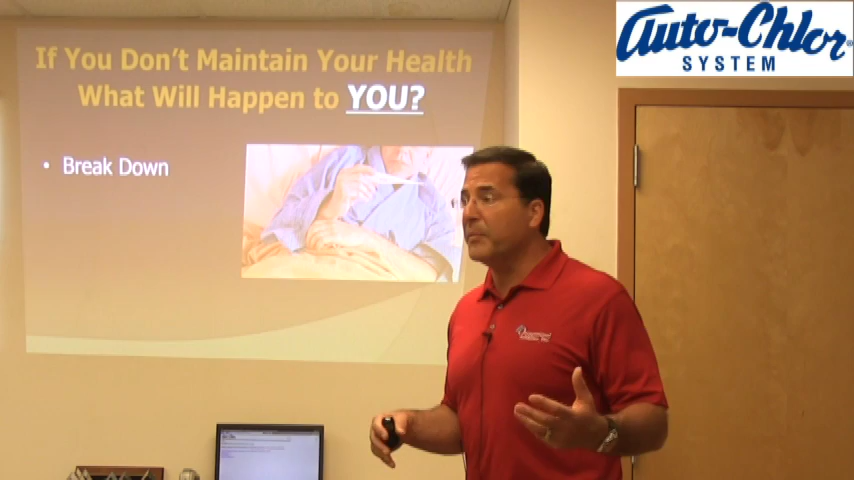 If You Don't Maintain Your Health
What Will Happen to YOU?
• Break Down
Auto-Chlor®
SYSTEM